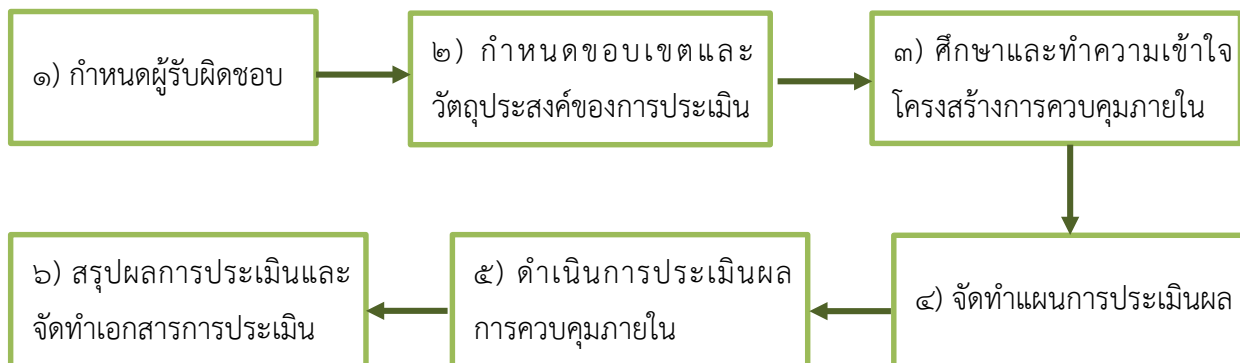 ๑) กำหนดผู้รับผิดชอบ
๒) กำหนดขอบเขตและ
วัตถุประสงค์ของการประเมิน
๓) ศึกษาและทำความเข้าใจ
โครงสร้างการควบคุมภายใน
๔) จัดทำแผนการประเมินผล
๕) ดำเนินการประเมินผล
การควบคุมภายใน
๖) สรุปผลการประเมินและ
จัดทำเอกสารการประเมิน